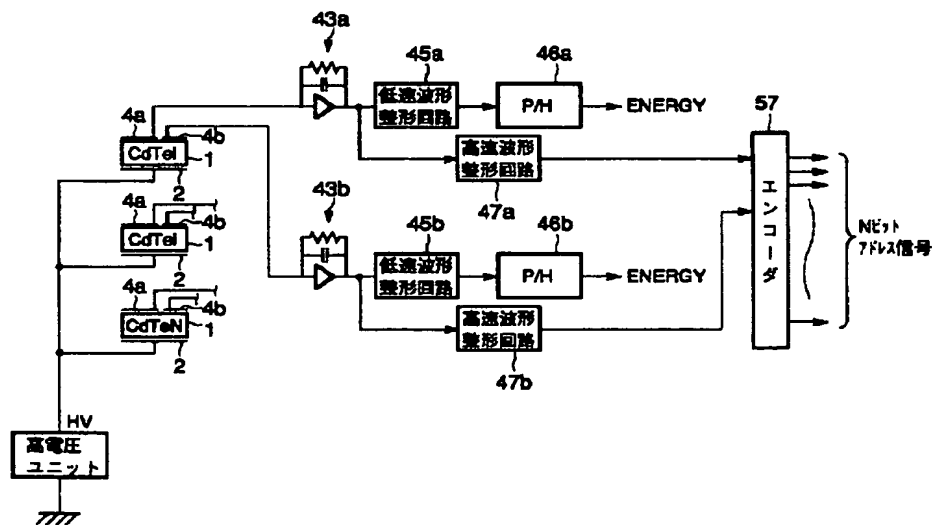 43a
45a
46a
低速波形
整形回路
P/H
ENERGY
57
4a
4b
CdTeI
1
2
高速波形
整形回路
47a
エンコーダ
Nビット
アドレス信号
4a
4b
CdTeI
1
2
43b
45b
46b
低速波形
整形回路
P/H
ENERGY
4a
4b
CdTeN
1
2
高速波形
整形回路
47b
HV
高電圧
ユニット